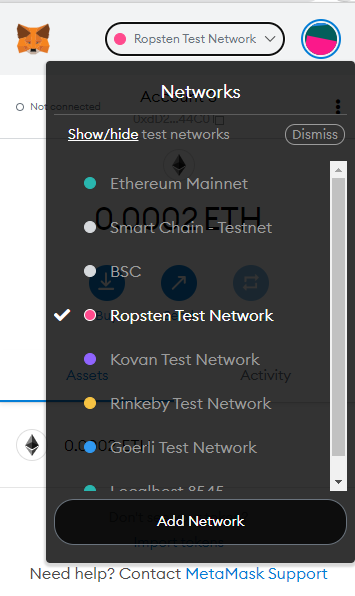 Ropsten Test Network
Networks
Not connected
Account 3
0xdD2...44C0
Show/hide test networks
Dismiss
Ethereum Mainnet
0.0002 ETH
Smart Chain - Testnet
BSC
Ropsten Test Network
Kovan Test Network
Assets
Activity
Rinkeby Test Network
Goerli Test Network
0.0002 ETH
Localhost 8545
Add Network
Import tokens
Need help? Contact MetaMask Support